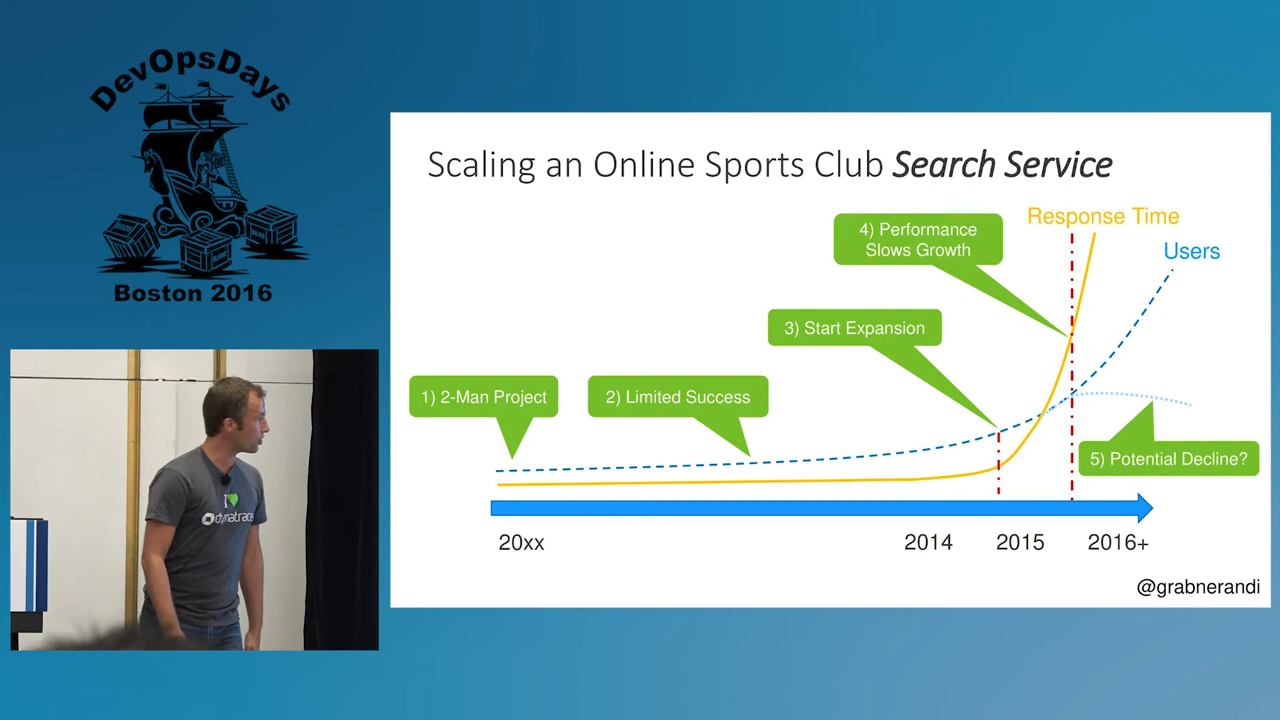 DevOpsDays
Boston 2016
I
dynatrace
Scaling an Online Sports Club Search Service
Response Time
Users
4) Performance
Slows Growth
3) Start Expansion
1) 2-Man Project
2) Limited Success
5) Potential Decline?
20xx
2014
2015
2016+
@grabnerandi